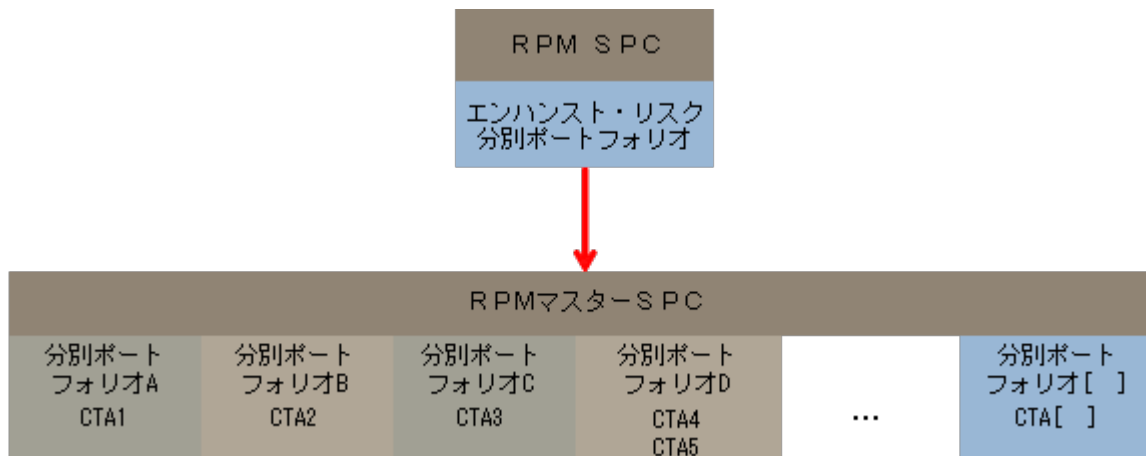 ＲＰＭ ＳＰＣ
エンハンスト・リスク
分別ポートフォリオ
ＲＰＭマスターＳＰＣ
分別ポート
フォリオA
CTA1
分別ポート
フォリオB
CTA2
分別ポート
フォリオC
CTA3
分別ポート
フォリオD
CTA4
CTA5
…
分別ポート
フォリオ[　]
CTA[　]